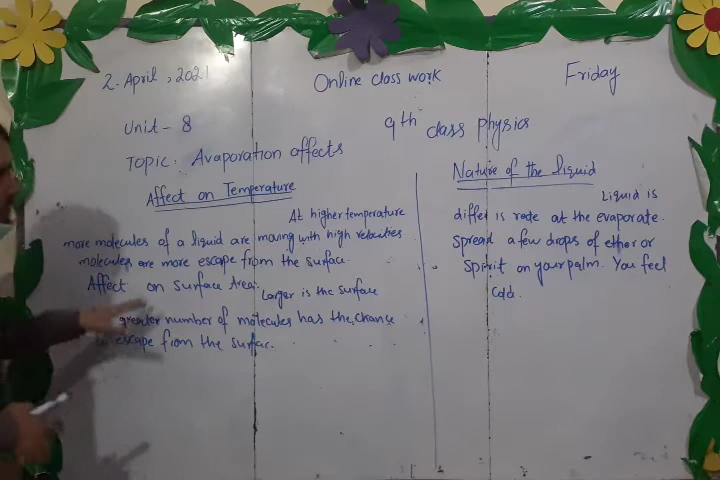 2. April, 2021
Online class work
Friday
Unit - 8
9th class physics
Topic: Avaporation affects
Affect on Temperature
At higher temperature
more molecules of a liquid are moving with high velocities
molecules are more escape from the surface.
Affect on Surface Area:
Larger is the surface
greater number of molecules has the chance
escape from the surfac.
Nature of the liquid
Liquid is
differ is rate at the evaporate.
Spread a few drops of ether or
spirit on your palm. You feel